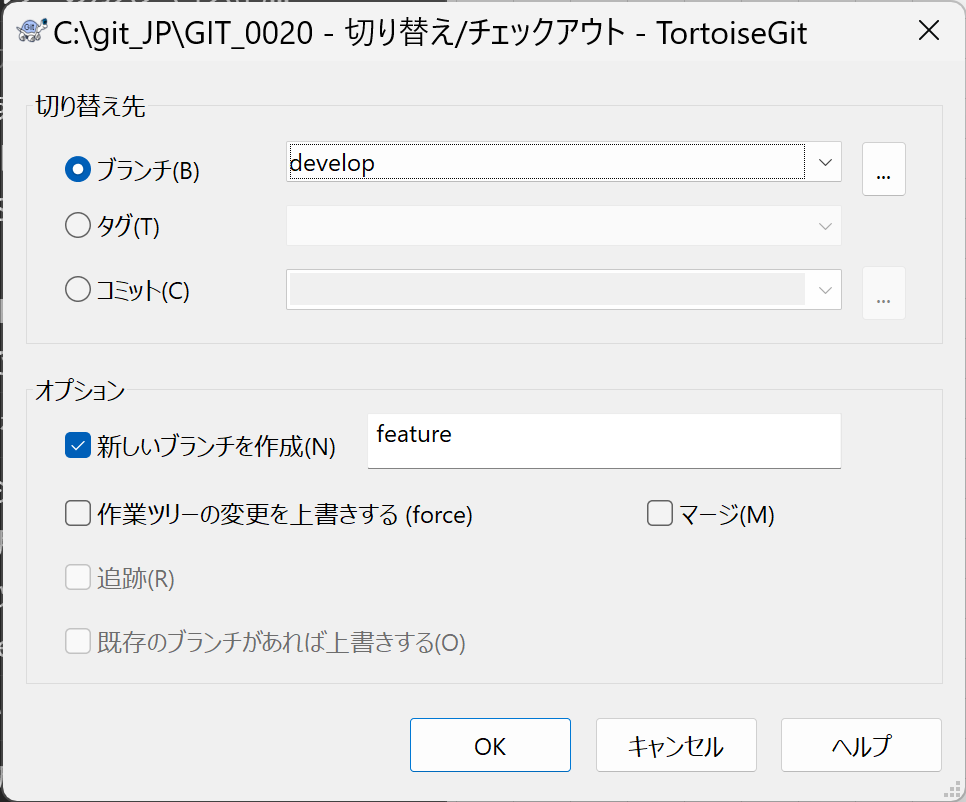 C:\git_JP\GIT_0020 - 切り替え/チェックアウト - TortoiseGit
切り替え先
ブランチ(B) develop ...
タグ(T)
コミット(C) ...
オプション
新しいブランチを作成(N) feature
作業ツリーの変更を上書きする (force) マージ(M)
追跡(R)
既存のブランチがあれば上書きする(O)
OK キャンセル ヘルプ